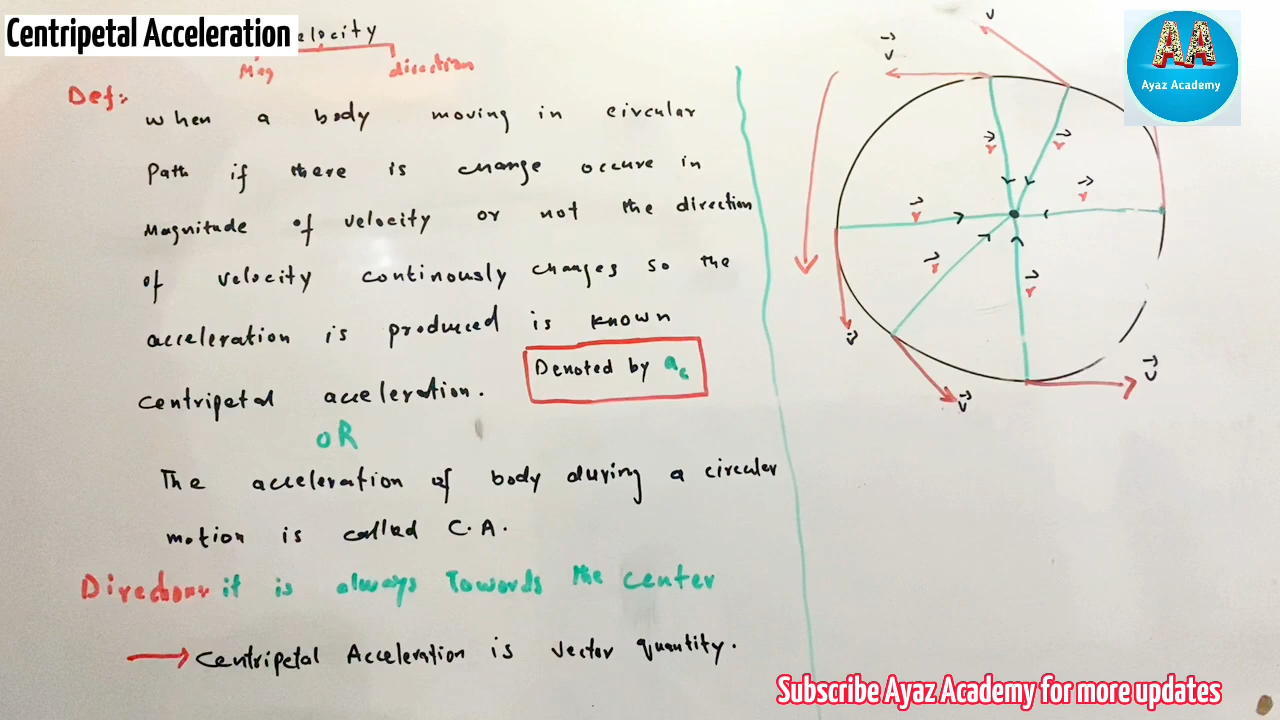 Centripetal Acceleration
elocity
Mag direction
Def:
When a body moving in circular
Path if there is change occure in
Magnitude of velocity or not the direction
of velocity continously changes so the
acceleration is produced is known
centripetal acceleration.
Denoted by ac
OR
The acceleration of body during a circular
motion is called C.A.
Direction: it is always Towards the center
→ Centripetal Acceleration is vector quantity.
v
v
r
r
r
r
r
r
v
v
v
AA
Ayaz Academy
Subscribe Ayaz Academy for more updates